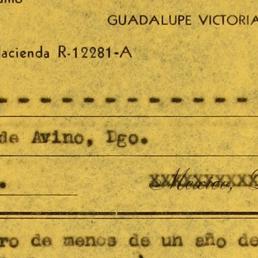 GUADALUPE VICTORIA
acienda R-12281-A
de Avino, Dgo.
ro de menos de un año de